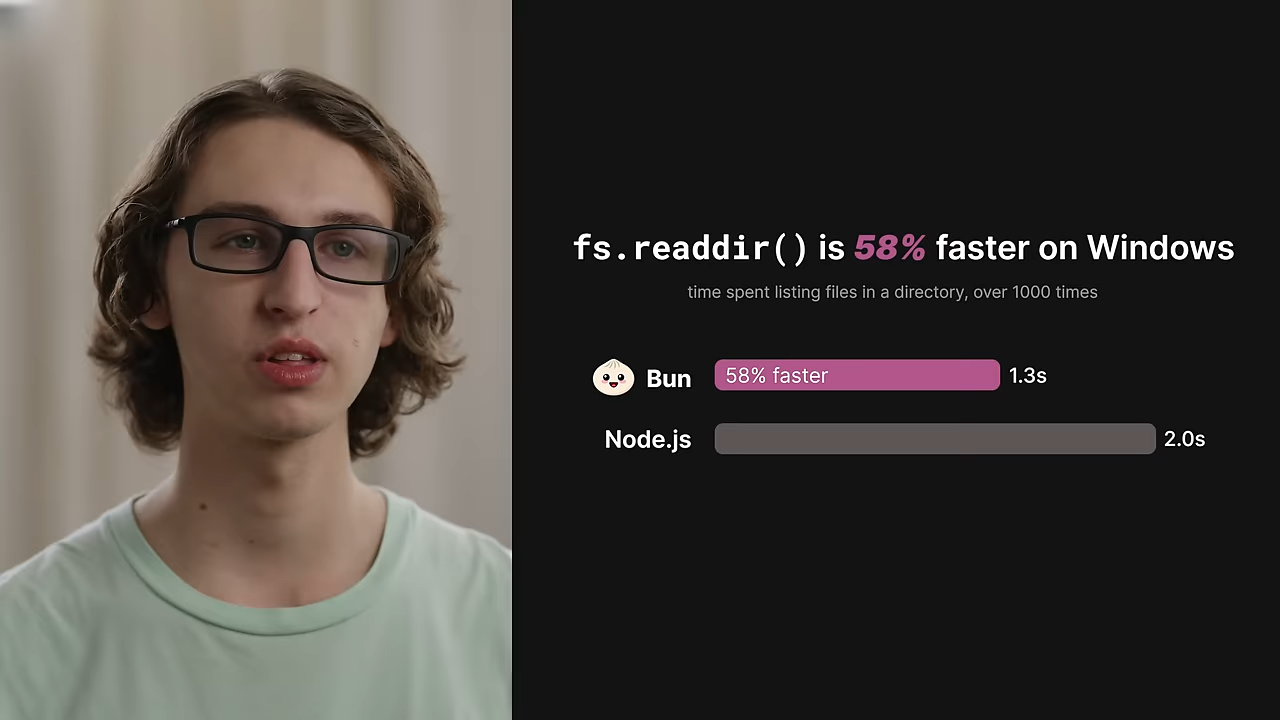 fs.readdir() is 58% faster on Windows
time spent listing files in a directory, over 1000 times
Bun 58% faster 1.3s
Node.js 2.0s